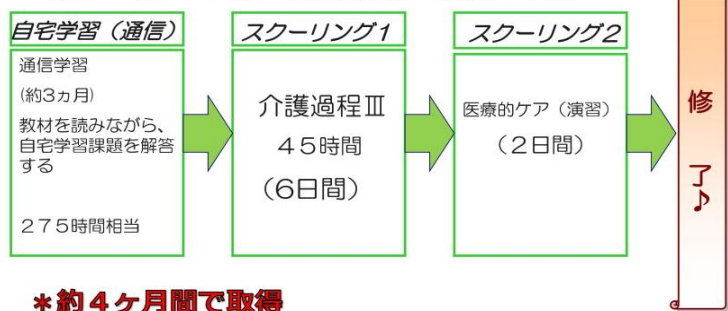 自宅学習（通信）
通信学習
(約3ヵ月)
教材を読みながら、
自宅学習課題を解答
する
２７５時間相当
スクーリング１
介護過程Ⅲ
４５時間
（6日間）
スクーリング２
医療的ケア（演習）
（２日間）
修了♪
＊約４ヶ月間で取得